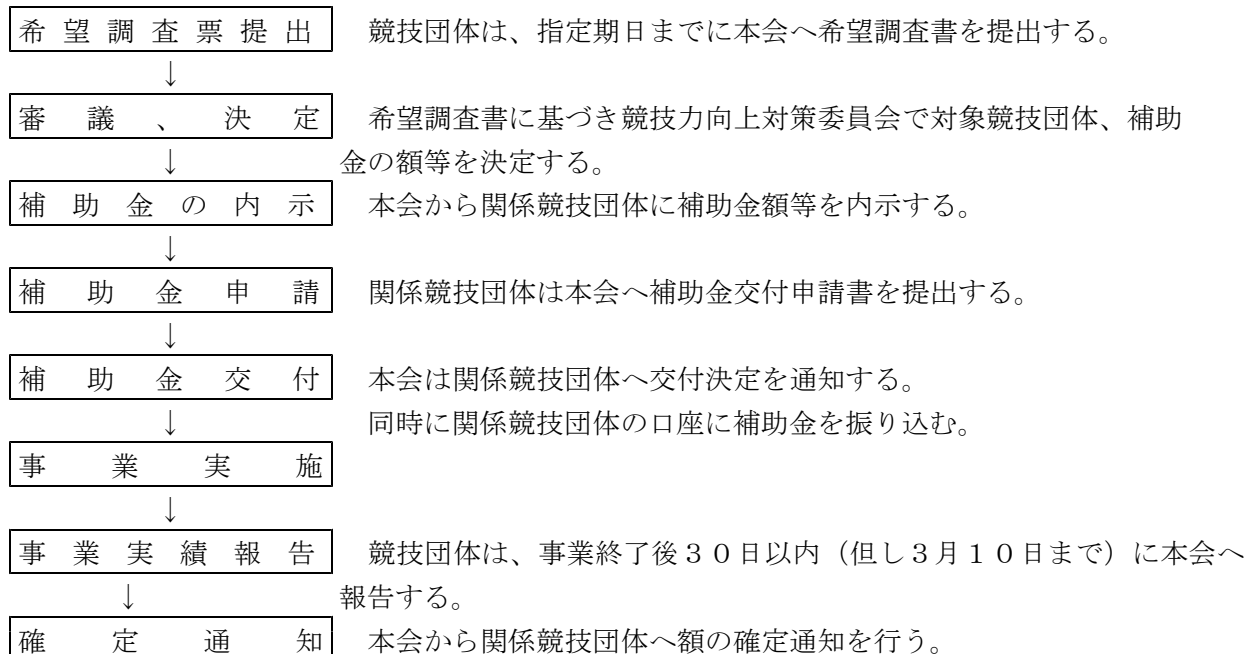 希望調査票提出　競技団体は、指定期日までに本会へ希望調査書を提出する。
↓
審議、決定　希望調査書に基づき競技力向上対策委員会で対象競技団体、補助
↓　金の額等を決定する。
補助金の内示　本会から関係競技団体に補助金額等を内示する。
↓
補助金申請　関係競技団体は本会へ補助金交付申請書を提出する。
↓
補助金交付　本会は関係競技団体へ交付決定を通知する。
↓　同時に関係競技団体の口座に補助金を振り込む。
事業実施
↓
事業実績報告　競技団体は、事業終了後３０日以内（但し３月１０日まで）に本会へ
↓　報告する。
確定通知　本会から関係競技団体へ額の確定通知を行う。